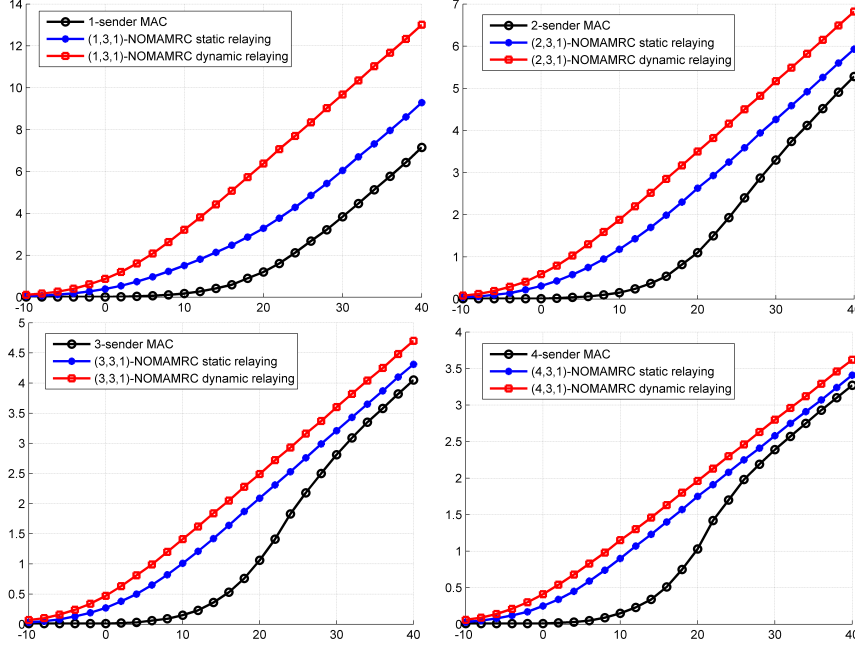 14
12
10
8
6
4
2
0
1-sender MAC
(1,3,1)-NOMAMRC static relaying
(1,3,1)-NOMAMRC dynamic relaying
-10 0 10 20 30 40
7
6
5
4
3
2
1
0
2-sender MAC
(2,3,1)-NOMAMRC static relaying
(2,3,1)-NOMAMRC dynamic relaying
-10 0 10 20 30 40
5
4.5
4
3.5
3
2.5
2
1.5
1
0.5
0
3-sender MAC
(3,3,1)-NOMAMRC static relaying
(3,3,1)-NOMAMRC dynamic relaying
-10 0 10 20 30 40
4
3.5
3
2.5
2
1.5
1
0.5
0
4-sender MAC
(4,3,1)-NOMAMRC static relaying
(4,3,1)-NOMAMRC dynamic relaying
-10 0 10 20 30 40